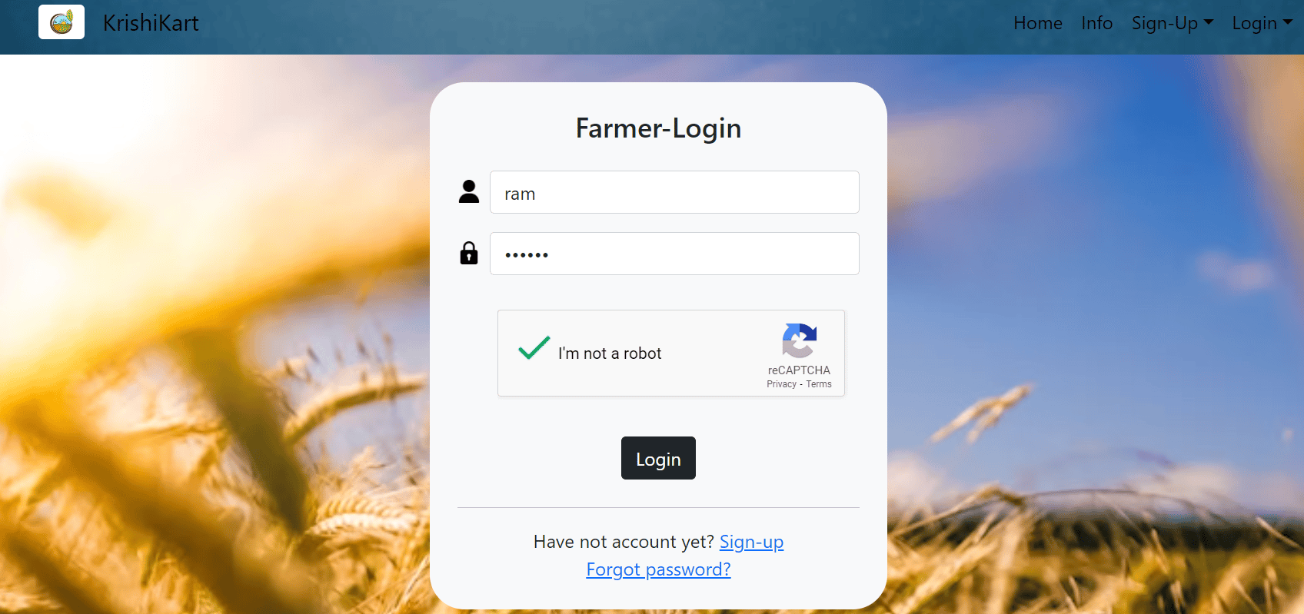 KrishiKart
Home Info Sign-Up Login
Farmer-Login
ram
••••••
I'm not a robot
reCAPTCHA
Privacy - Terms
Login
Have not account yet? Sign-up
Forgot password?